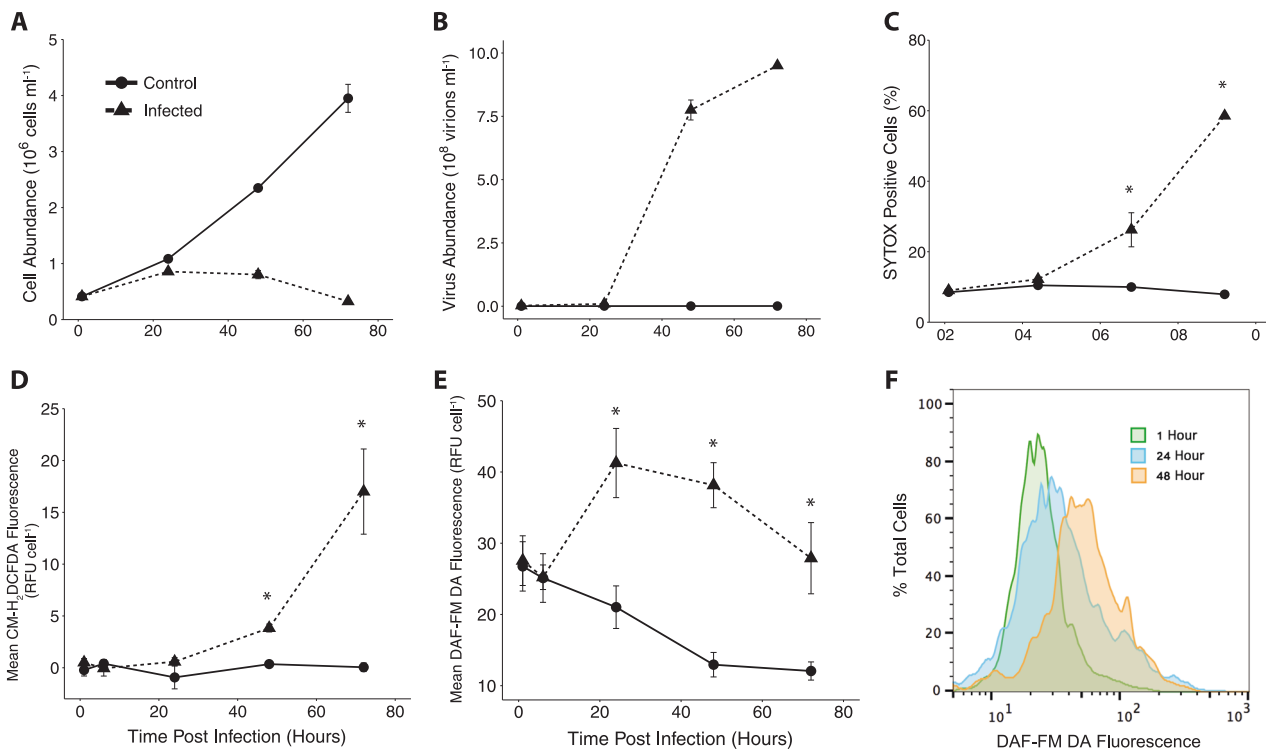 A
Cell Abundance (10⁶ cells ml⁻¹)
5
4
3
2
1
0
Control
Infected
0 20 40 60 80
B
Virus Abundance (10⁸ virions ml⁻¹)
10.0
7.5
5.0
2.5
0.0
0 20 40 60 80
C
SYTOX Positive Cells (%)
80
60
40
20
0
*
*
02 04 06 08 0
D
Mean CM-H₂DCFDA Fluorescence
(RFU cell⁻¹)
25
20
15
10
5
0
*
*
0 20 40 60 80
Time Post Infection (Hours)
E
Mean DAF-FM DA Fluorescence (RFU cell⁻¹)
50
40
30
20
10
*
*
*
0 20 40 60 80
Time Post Infection (Hours)
F
% Total Cells
100
80
60
40
20
0
1 Hour
24 Hour
48 Hour
10¹ 10² 10³
DAF-FM DA Fluorescence